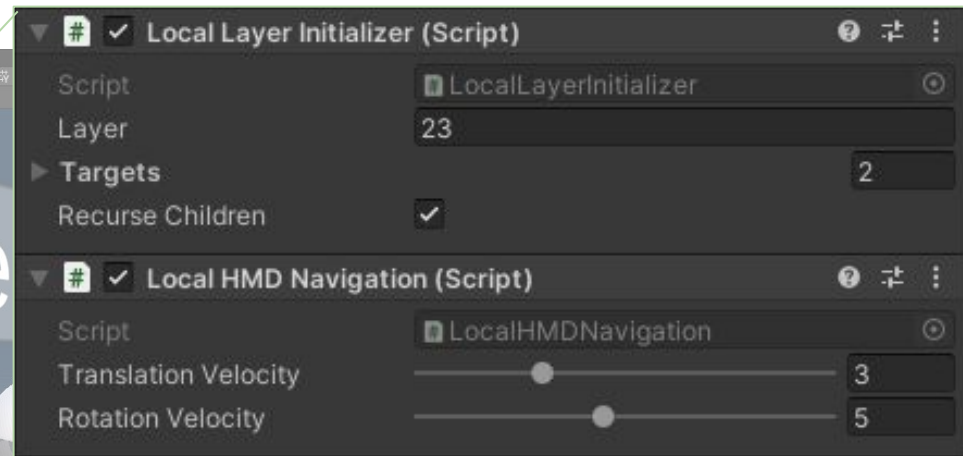 Local Layer Initializer (Script)
Script LocalLayerInitializer
Layer 23
Targets 2
Recurse Children
Local HMD Navigation (Script)
Script LocalHMDNavigation
Translation Velocity 3
Rotation Velocity 5